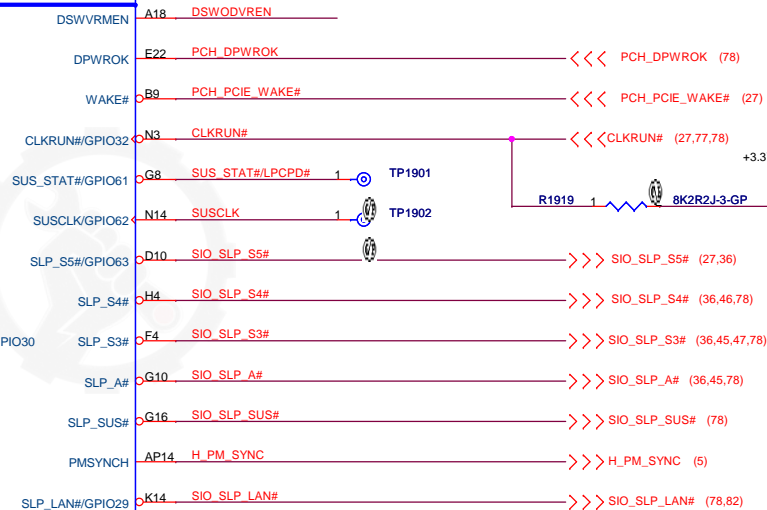 DSWVRMEN A18 DSWODVREN
DPWROK E22 PCH_DPWROK PCH_DPWROK (78)
WAKE# B9 PCH_PCIE_WAKE# PCH_PCIE_WAKE# (27)
CLKRUN#/GPIO32 N3 CLKRUN# CLKRUN# (27,77,78)
+3.3
SUS_STAT#/GPIO61 G8 SUS_STAT#/LPCPD# 1 TP1901
R1919 1 8K2R2J-3-GP
SUSCLK/GPIO62 N14 SUSCLK 1 TP1902
SLP_S5#/GPIO63 D10 SIO_SLP_S5# SIO_SLP_S5# (27,36)
SLP_S4# H4 SIO_SLP_S4# SIO_SLP_S4# (36,46,78)
PIO30 SLP_S3# F4 SIO_SLP_S3# SIO_SLP_S3# (36,45,47,78)
SLP_A# G10 SIO_SLP_A# SIO_SLP_A# (36,45,78)
SLP_SUS# G16 SIO_SLP_SUS# SIO_SLP_SUS# (78)
PMSYNCH AP14 H_PM_SYNC H_PM_SYNC (5)
SLP_LAN#/GPIO29 K14 SIO_SLP_LAN# SIO_SLP_LAN# (78,82)